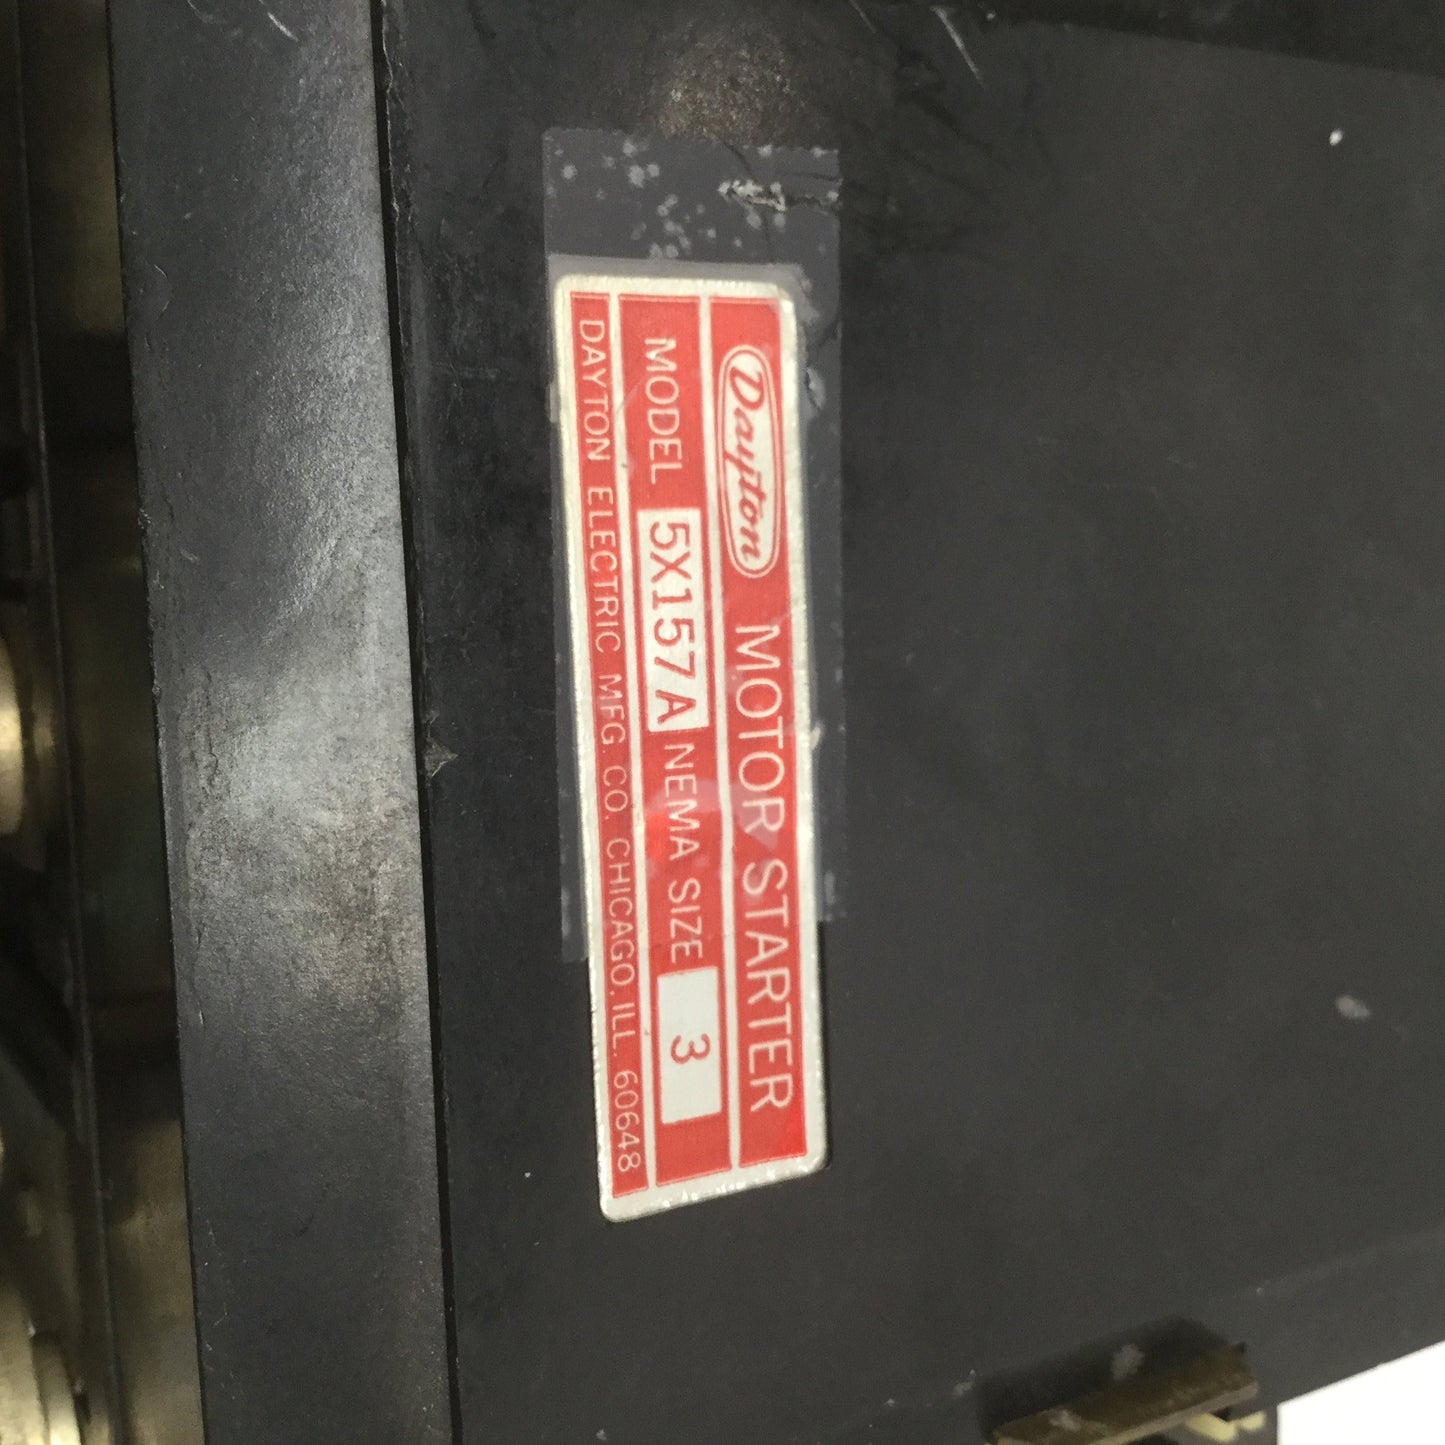 Dayton MOTOR STARTER
MODEL 5X157A NEMA SIZE 3
DAYTON ELECTRIC MFG. CO. CHICAGO, ILL. 60648